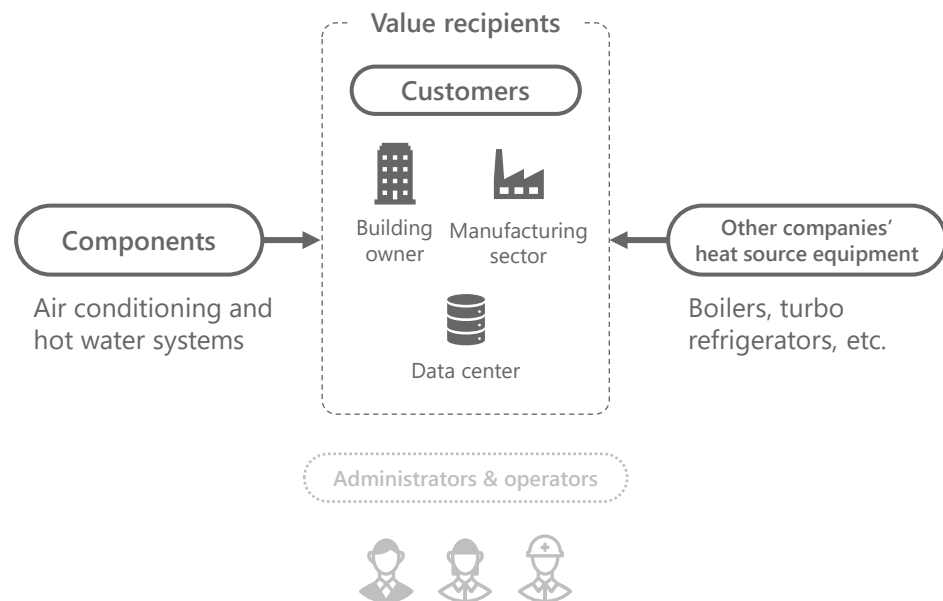 Value recipients
Customers
Building
owner
Manufacturing
sector
Data center
Components
Air conditioning and
hot water systems
Other companies’
heat source equipment
Boilers, turbo
refrigerators, etc.
Administrators & operators